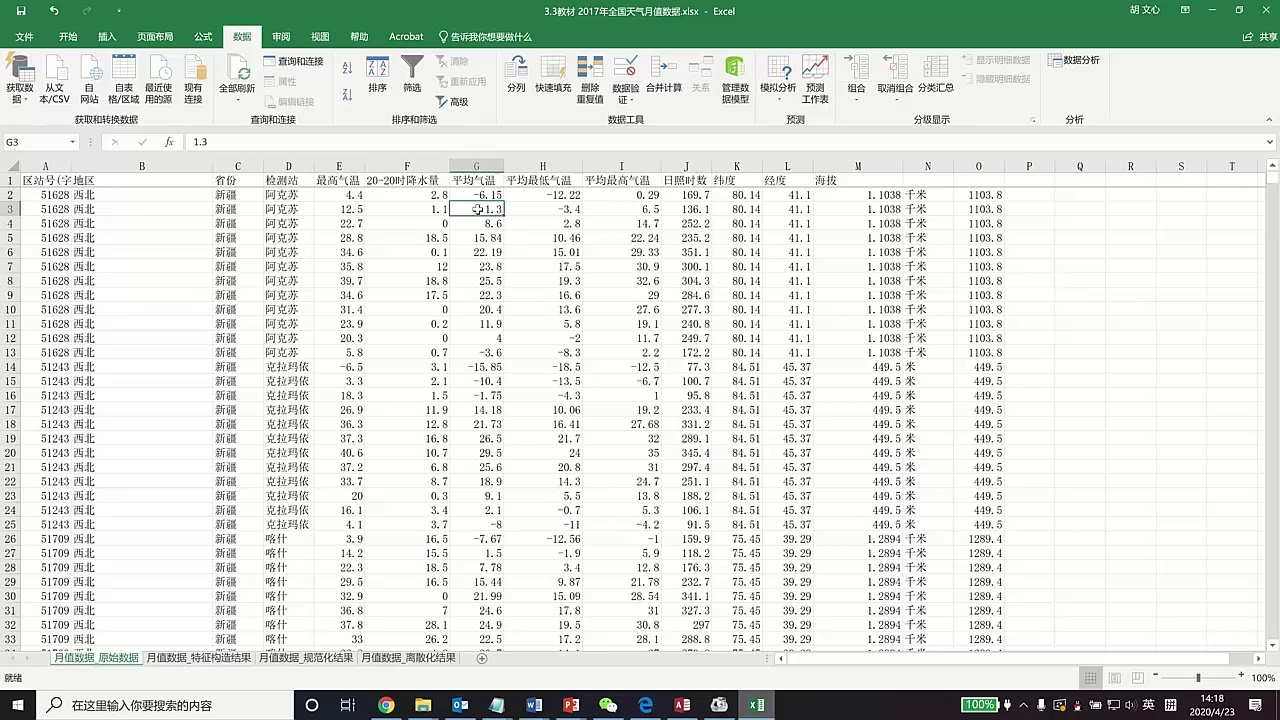 3.3教材 2017年全国天气月值数据.xlsx - Excel
胡 文心
文件 开始 插入 页面布局 公式 数据 审阅 视图 帮助 Acrobat 告诉我你想要做什么 共享
获取数据 从文本/CSV 自网站 自表格/区域 最近使用的源 现有连接 全部刷新 查询和连接 属性 编辑链接 排序 筛选 清除 重新应用 高级 分列 快速填充 删除重复值 数据验证 合并计算 关系 管理数据模型 模拟分析 预测工作表 组合 取消组合 分类汇总 显示明细数据 隐藏明细数据 数据分析
获取和转换数据 查询和连接 排序和筛选 数据工具 预测 分级显示 分析
G3 fx 1.3
A B C D E F G H I J K L M N O P Q R S T
1 区站号(字 地区 省份 检测站 最高气温 20-20时降水量 平均气温 平均最低气温 平均最高气温 日照时数 纬度 经度 海拔
2 51628 西北 新疆 阿克苏 4.4 2.8 -6.15 -12.22 0.29 169.7 80.14 41.1 1.1038 千米 1103.8
3 51628 西北 新疆 阿克苏 12.5 1.1 1.3 -3.4 6.5 136.1 80.14 41.1 1.1038 千米 1103.8
4 51628 西北 新疆 阿克苏 22.7 0 8.6 2.8 14.7 252.2 80.14 41.1 1.1038 千米 1103.8
5 51628 西北 新疆 阿克苏 28.8 18.5 15.84 10.46 22.24 235.2 80.14 41.1 1.1038 千米 1103.8
6 51628 西北 新疆 阿克苏 34.6 0.1 22.19 15.01 29.33 351.1 80.14 41.1 1.1038 千米 1103.8
7 51628 西北 新疆 阿克苏 35.8 12 23.8 17.5 30.9 300.1 80.14 41.1 1.1038 千米 1103.8
8 51628 西北 新疆 阿克苏 39.7 18.8 25.5 19.3 32.6 304.3 80.14 41.1 1.1038 千米 1103.8
9 51628 西北 新疆 阿克苏 34.6 17.5 22.3 16.6 29 284.6 80.14 41.1 1.1038 千米 1103.8
10 51628 西北 新疆 阿克苏 31.4 0 20.4 13.6 27.6 277.3 80.14 41.1 1.1038 千米 1103.8
11 51628 西北 新疆 阿克苏 23.9 0.2 11.9 5.8 19.1 240.8 80.14 41.1 1.1038 千米 1103.8
12 51628 西北 新疆 阿克苏 20.3 0 4 -2 11.7 249.7 80.14 41.1 1.1038 千米 1103.8
13 51628 西北 新疆 阿克苏 5.8 0.7 -3.6 -8.3 2.2 172.2 80.14 41.1 1.1038 千米 1103.8
14 51243 西北 新疆 克拉玛依 -6.5 3.1 -15.85 -18.5 -12.5 77.3 84.51 45.37 449.5 米 449.5
15 51243 西北 新疆 克拉玛依 3.3 2.1 -10.4 -13.5 -6.7 100.7 84.51 45.37 449.5 米 449.5
16 51243 西北 新疆 克拉玛依 18.3 1.5 -1.75 -4.3 1 95.8 84.51 45.37 449.5 米 449.5
17 51243 西北 新疆 克拉玛依 26.9 11.9 14.18 10.06 19.2 233.4 84.51 45.37 449.5 米 449.5
18 51243 西北 新疆 克拉玛依 36.3 12.8 21.73 16.41 27.68 331.2 84.51 45.37 449.5 米 449.5
19 51243 西北 新疆 克拉玛依 37.3 16.8 26.5 21.7 32 289.1 84.51 45.37 449.5 米 449.5
20 51243 西北 新疆 克拉玛依 40.6 10.7 29.5 24 35 345.4 84.51 45.37 449.5 米 449.5
21 51243 西北 新疆 克拉玛依 37.2 6.8 25.6 20.8 31 297.4 84.51 45.37 449.5 米 449.5
22 51243 西北 新疆 克拉玛依 33.7 8.7 18.9 14.3 24.7 251.1 84.51 45.37 449.5 米 449.5
23 51243 西北 新疆 克拉玛依 20 0.3 9.1 5.5 13.8 188.2 84.51 45.37 449.5 米 449.5
24 51243 西北 新疆 克拉玛依 16.1 3.4 2.1 -0.7 5.3 106.1 84.51 45.37 449.5 米 449.5
25 51243 西北 新疆 克拉玛依 4.1 3.7 -8 -11 -4.2 91.5 84.51 45.37 449.5 米 449.5
26 51709 西北 新疆 喀什 3.9 16.5 -7.67 -12.56 -1 159.9 75.45 39.29 1.2894 千米 1289.4
27 51709 西北 新疆 喀什 14.2 15.5 1.5 -1.9 5.9 118.2 75.45 39.29 1.2894 千米 1289.4
28 51709 西北 新疆 喀什 22.3 18.5 7.78 3.4 12.8 176.3 75.45 39.29 1.2894 千米 1289.4
29 51709 西北 新疆 喀什 29.5 16.5 15.44 9.87 21.78 232.7 75.45 39.29 1.2894 千米 1289.4
30 51709 西北 新疆 喀什 32.9 0 21.99 15.09 28.54 341.1 75.45 39.29 1.2894 千米 1289.4
31 51709 西北 新疆 喀什 36.8 7 24.6 17.8 31 327.3 75.45 39.29 1.2894 千米 1289.4
32 51709 西北 新疆 喀什 37.8 28.1 24.9 19.5 30.8 297 75.45 39.29 1.2894 千米 1289.4
33 51709 西北 新疆 喀什 33 26.2 22.5 17.2 28.1 288.8 75.45 39.29 1.2894 千米 1289.4
月值数据_原始数据 月值数据_特征构造结果 月值数据_规范化结果 月值数据_离散化结果
就绪 100%
在这里输入你要搜索的内容 100% 英 14:18
2020/4/23